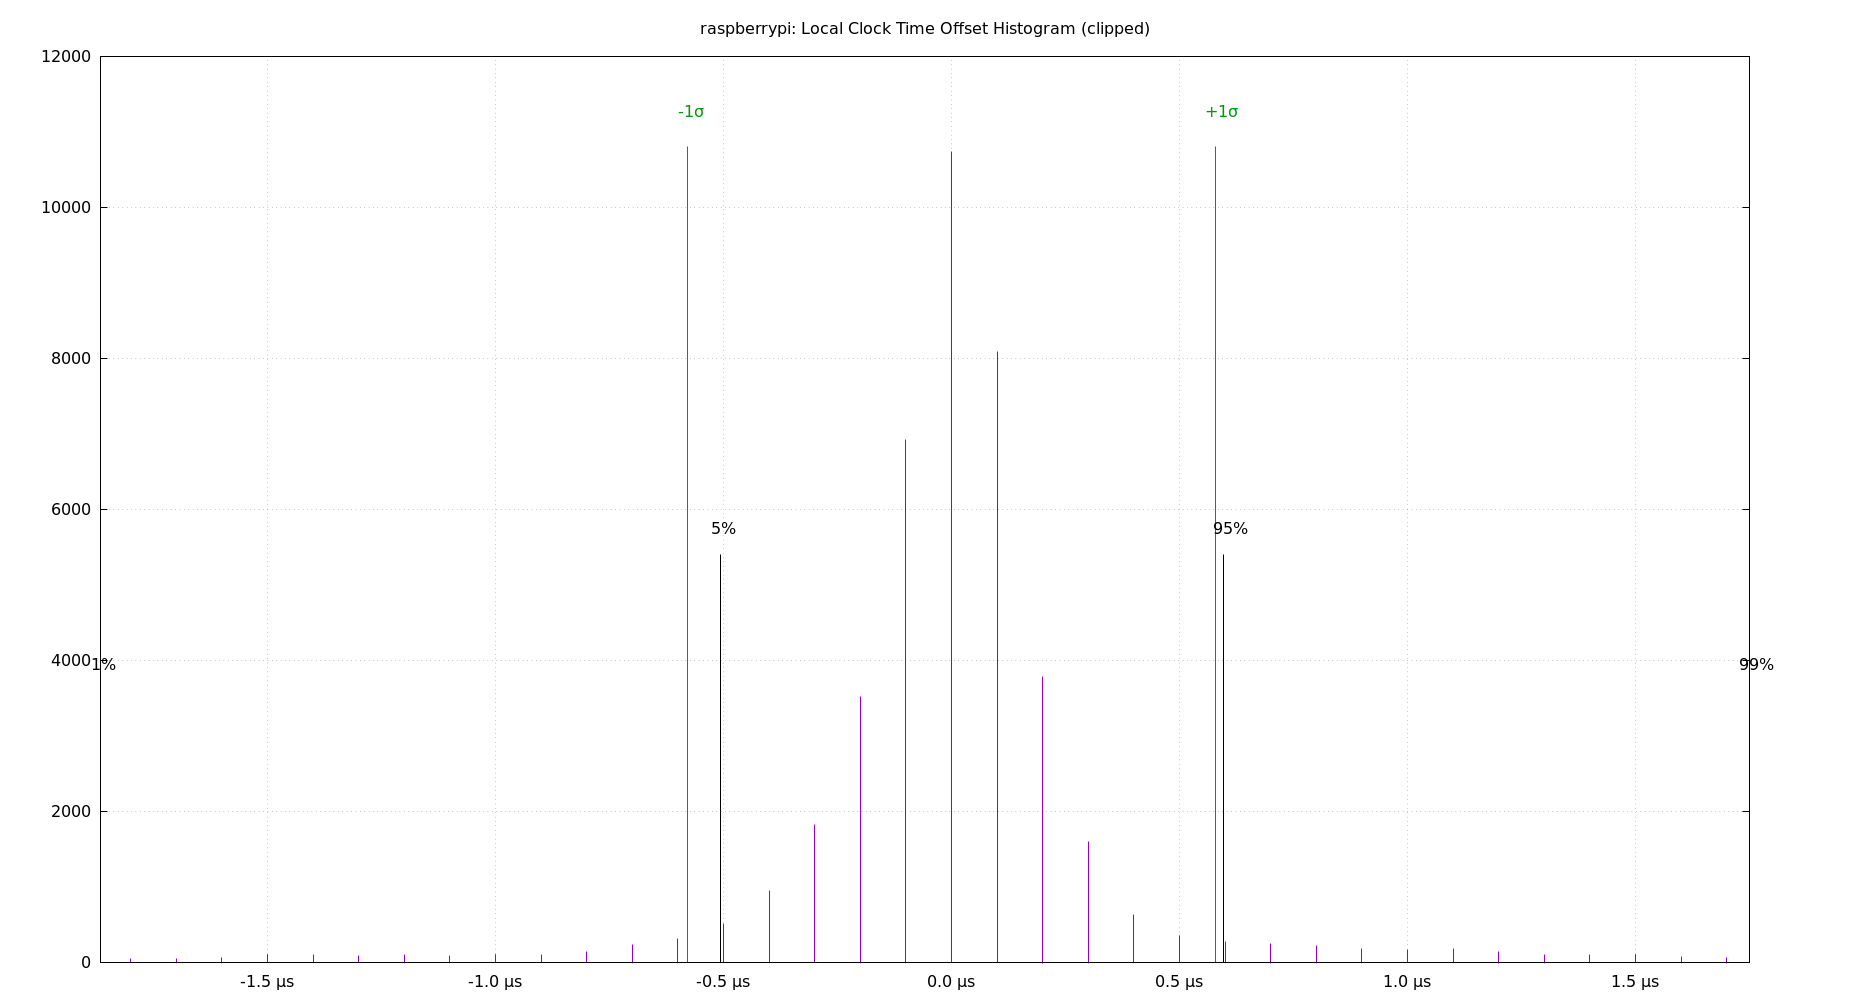 raspberrypi: Local Clock Time Offset Histogram (clipped)
12000
-1σ
+1σ
10000
8000
6000
5%
95%
4000
1%
99%
2000
0
-1.5 µs
-1.0 µs
-0.5 µs
0.0 µs
0.5 µs
1.0 µs
1.5 µs